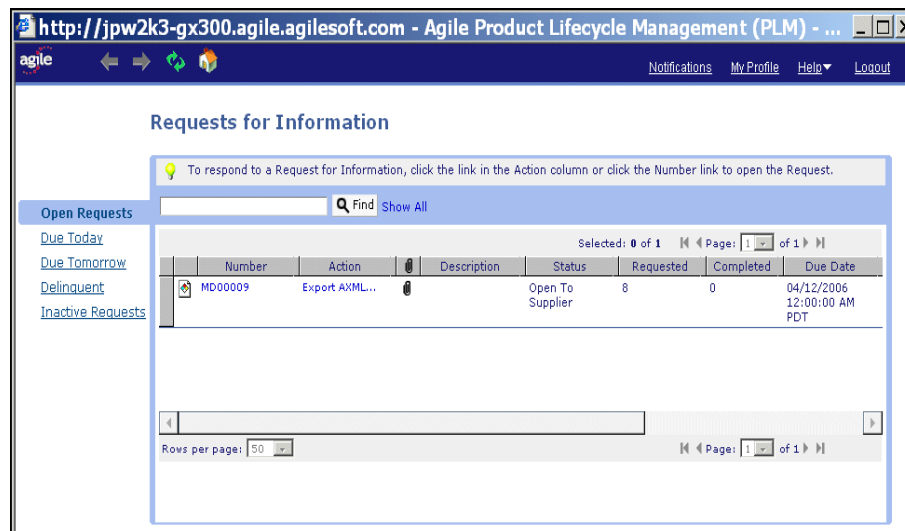 http://jpw2k3-gx300.agile.agilesoft.com - Agile Product Lifecycle Management (PLM) - ...
agile
Notifications My Profile Help Logout
Requests for Information
To respond to a Request for Information, click the link in the Action column or click the Number link to open the Request.
Find Show All
Open Requests
Due Today
Due Tomorrow
Delinquent
Inactive Requests
Selected: 0 of 1 Page: 1 of 1
Number Action Description Status Requested Completed Due Date
MD00009 Export AXML... Open To Supplier 8 0 04/12/2006 12:00:00 AM PDT
Rows per page: 50 Page: 1 of 1